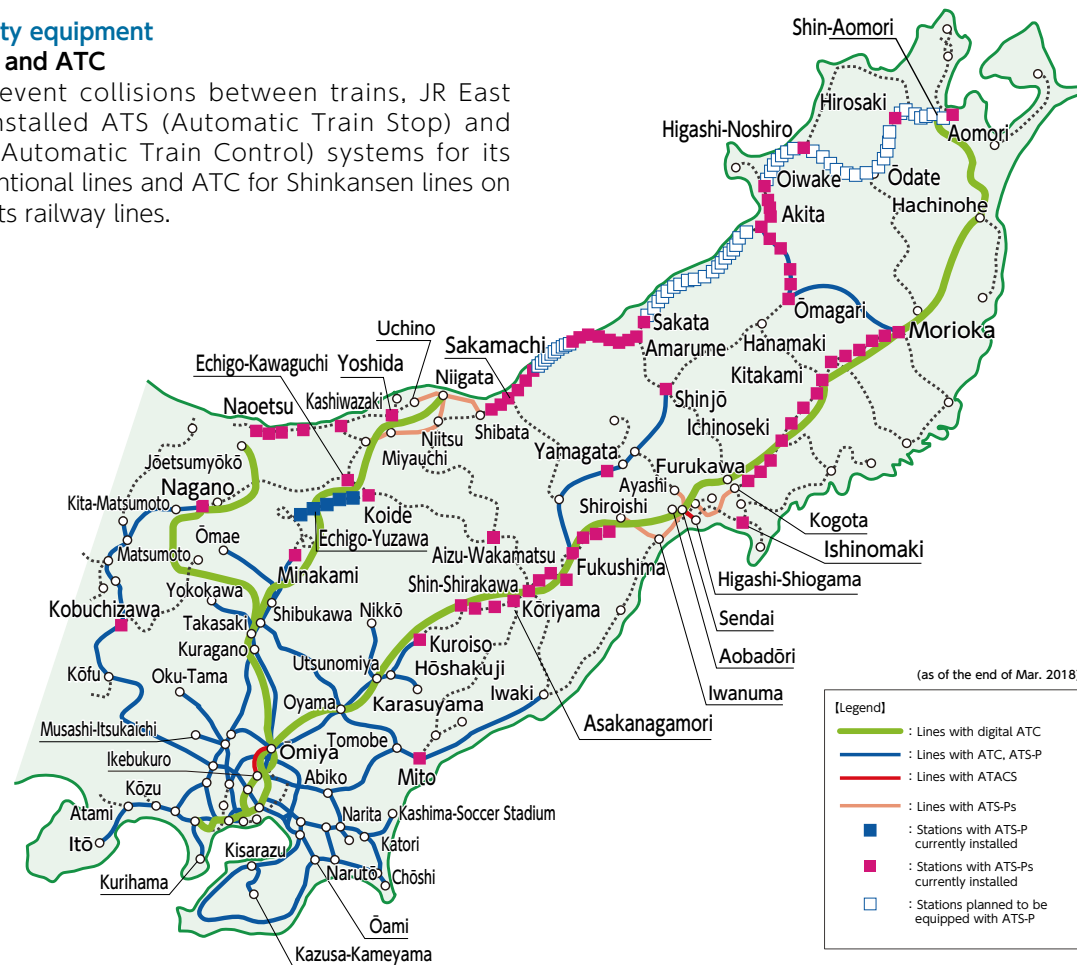 ty equipment
and ATC
event collisions between trains, JR East
nstalled ATS (Automatic Train Stop) and
Automatic Train Control) systems for its
ntional lines and ATC for Shinkansen lines on
ts railway lines.
Shin-Aomori
Hirosaki
Aomori
Higashi-Noshiro
Oiwake
Ōdate
Hachinohe
Akita
Ōmagari
Morioka
Sakata
Amarume
Hanamaki
Kitakami
Uchino
Sakamachi
Echigo-Kawaguchi
Yoshida
Niigata
Kashiwazaki
Naoetsu
Shinjō
Ichinoseki
Niitsu
Shibata
Miyauchi
Yamagata
Jōetsumyōkō
Furukawa
Ayashi
Nagano
Kita-Matsumoto
Shiroishi
Koide
Kogota
Echigo-Yuzawa
Ōmae
Matsumoto
Aizu-Wakamatsu
Ishinomaki
Fukushima
Minakami
Shin-Shirakawa
Higashi-Shiogama
Yokokawa
Kobuchizawa
Shibukawa
Nikkō
Kōriyama
Takasaki
Sendai
Kuragano
Kuroiso
Utsunomiya
Hōshakuji
Aobadōri
Kōfu
Oku-Tama
Iwaki
Iwanuma
Oyama
Karasuyama
Asakanagamori
Musashi-Itsukaichi
Omiya
Tomobe
Ikebukuro
Abiko
Mito
Kōzu
Atami
Narita
Kashima-Soccer Stadium
Itō
Katori
Kisarazu
Kurihama
Narutō
Chōshi
Ōami
Kazusa-Kameyama
(as of the end of Mar. 2018)
【Legend】
: Lines with digital ATC
: Lines with ATC, ATS-P
: Lines with ATACS
: Lines with ATS-Ps
: Stations with ATS-P
currently installed
: Stations with ATS-Ps
currently installed
: Stations planned to be
equipped with ATS-P